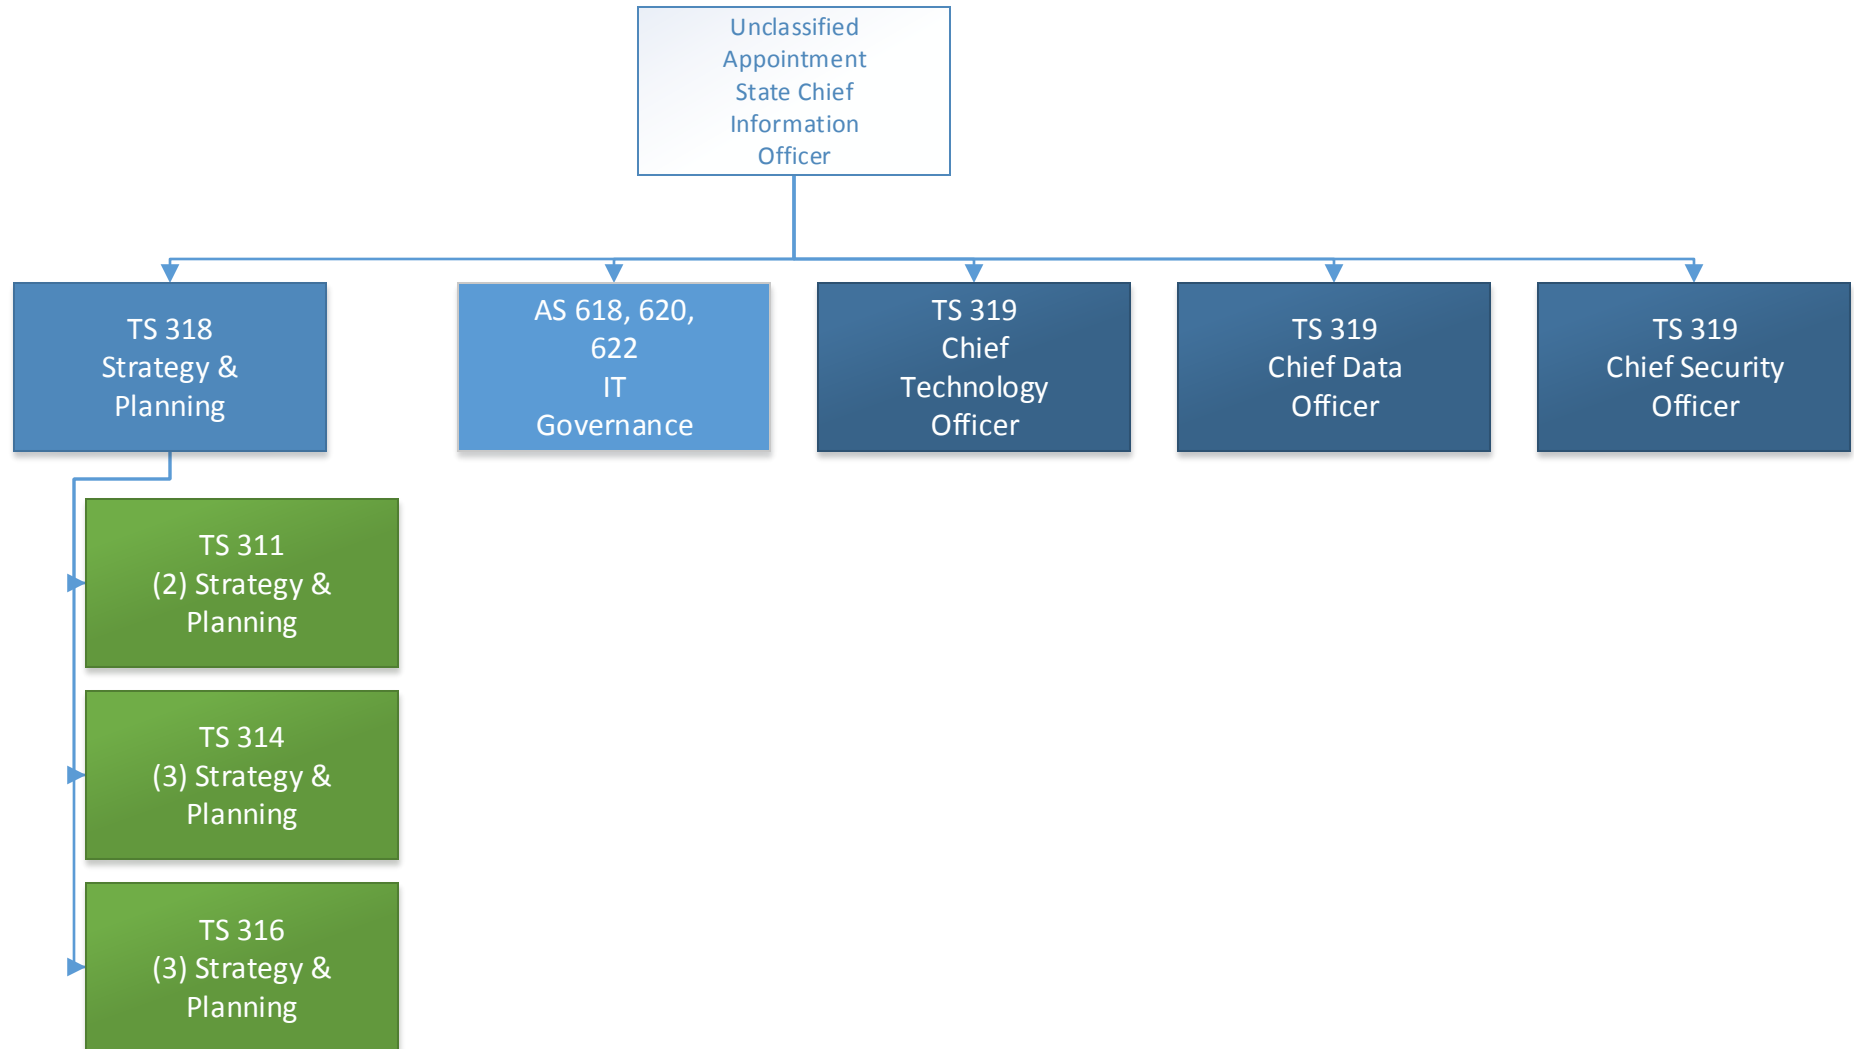 Unclassified
Appointment
State Chief
Information
Officer
TS 318
Strategy &
Planning
AS 618, 620,
622
IT
Governance
TS 319
Chief
Technology
Officer
TS 319
Chief Data
Officer
TS 319
Chief Security
Officer
TS 311
(2) Strategy &
Planning
TS 314
(3) Strategy &
Planning
TS 316
(3) Strategy &
Planning